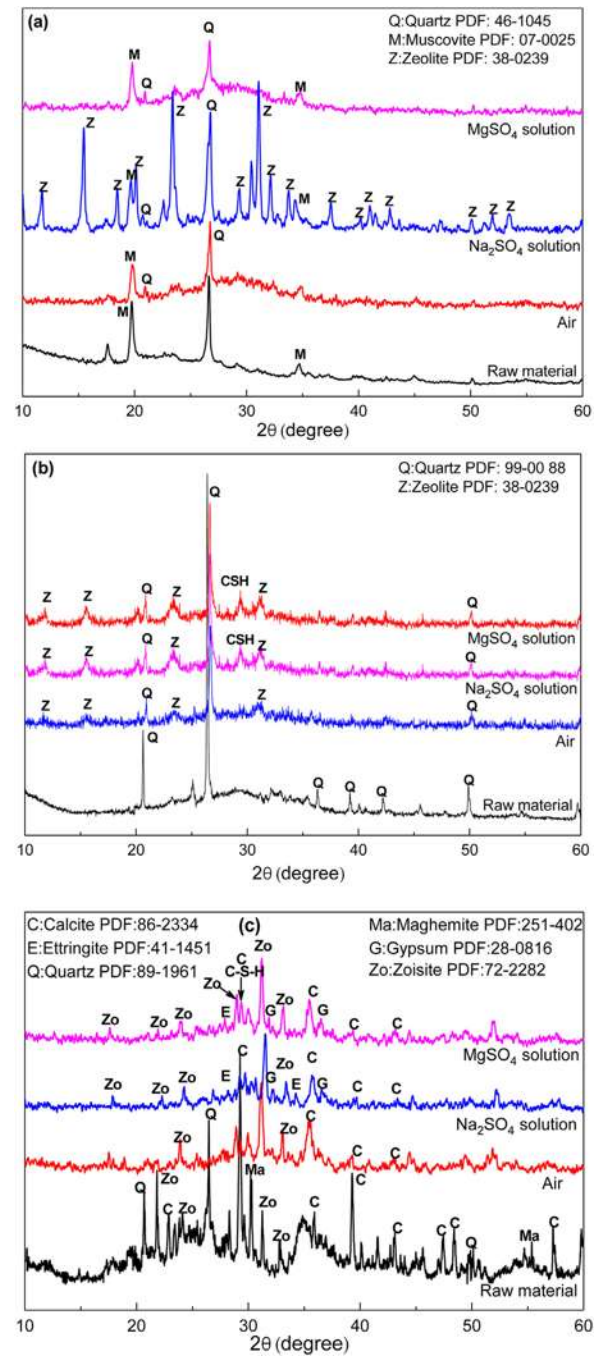 (a)
Q:Quartz PDF: 46-1045
M:Muscovite PDF: 07-0025
Z:Zeolite PDF: 38-0239
Q
M
Q
M
MgSO₄ solution
Z
Z
Q
Z
Z
Z
M
Z
Q
Z
Z
Z
M
Z
Z
Z
Z
Z
Z
Z
Na₂SO₄ solution
M
Q
Q
Air
M
M
Raw material
10 20 30 40 50 60
2θ (degree)
(b)
Q:Quartz PDF: 99-00 88
Z:Zeolite PDF: 38-0239
Q
Z Z Q Z CSH Z Q
MgSO₄ solution
Z Z Q Z CSH Z Q
Na₂SO₄ solution
Z Z Q Z Z Q
Air
Q
Q Q Q Q
Raw material
10 20 30 40 50 60
2θ (degree)
C:Calcite PDF:86-2334
(c)
Ma:Maghemite PDF:251-402
E:Ettringite PDF:41-1451
G:Gypsum PDF:28-0816
Q:Quartz PDF:89-1961
Zo:Zoisite PDF:72-2282
C
Zo
C-S-H
Zo
Zo Zo Zo E G Zo C G C C
MgSO₄ solution
Zo Zo Zo E C G Zo E C G C C
Na₂SO₄ solution
Zo Q Zo C C C
Air
Q C Zo Ma Zo Zo C C C C C Q Ma C
Raw material
10 20 30 40 50 60
2θ (degree)